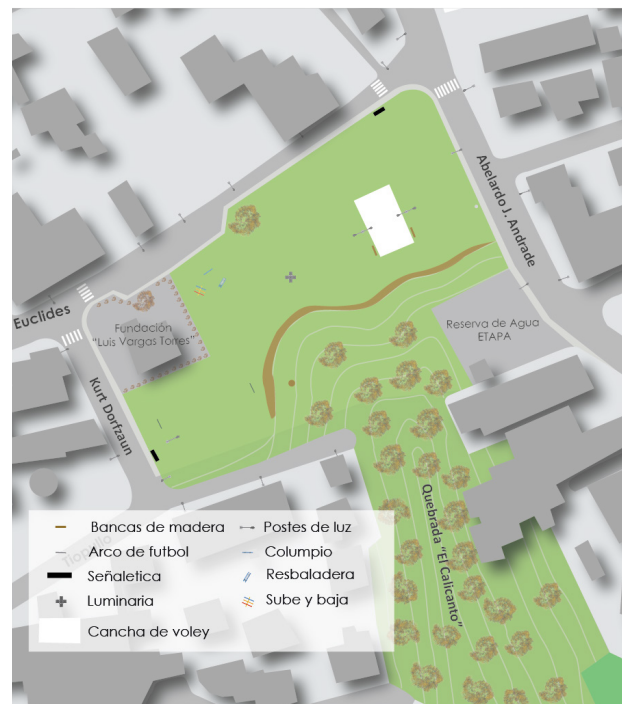 Abelardo J. Andrade
Euclides
Fundación
"Luis Vargas Torres"
Reserva de Agua
ETAPA
Kurt Dorfzaun
Quebrada "El Calicanto"
Bancas de madera
Postes de luz
Arco de futbol
Columpio
Señaletica
Resbaladera
Luminaria
Sube y baja
Cancha de voley